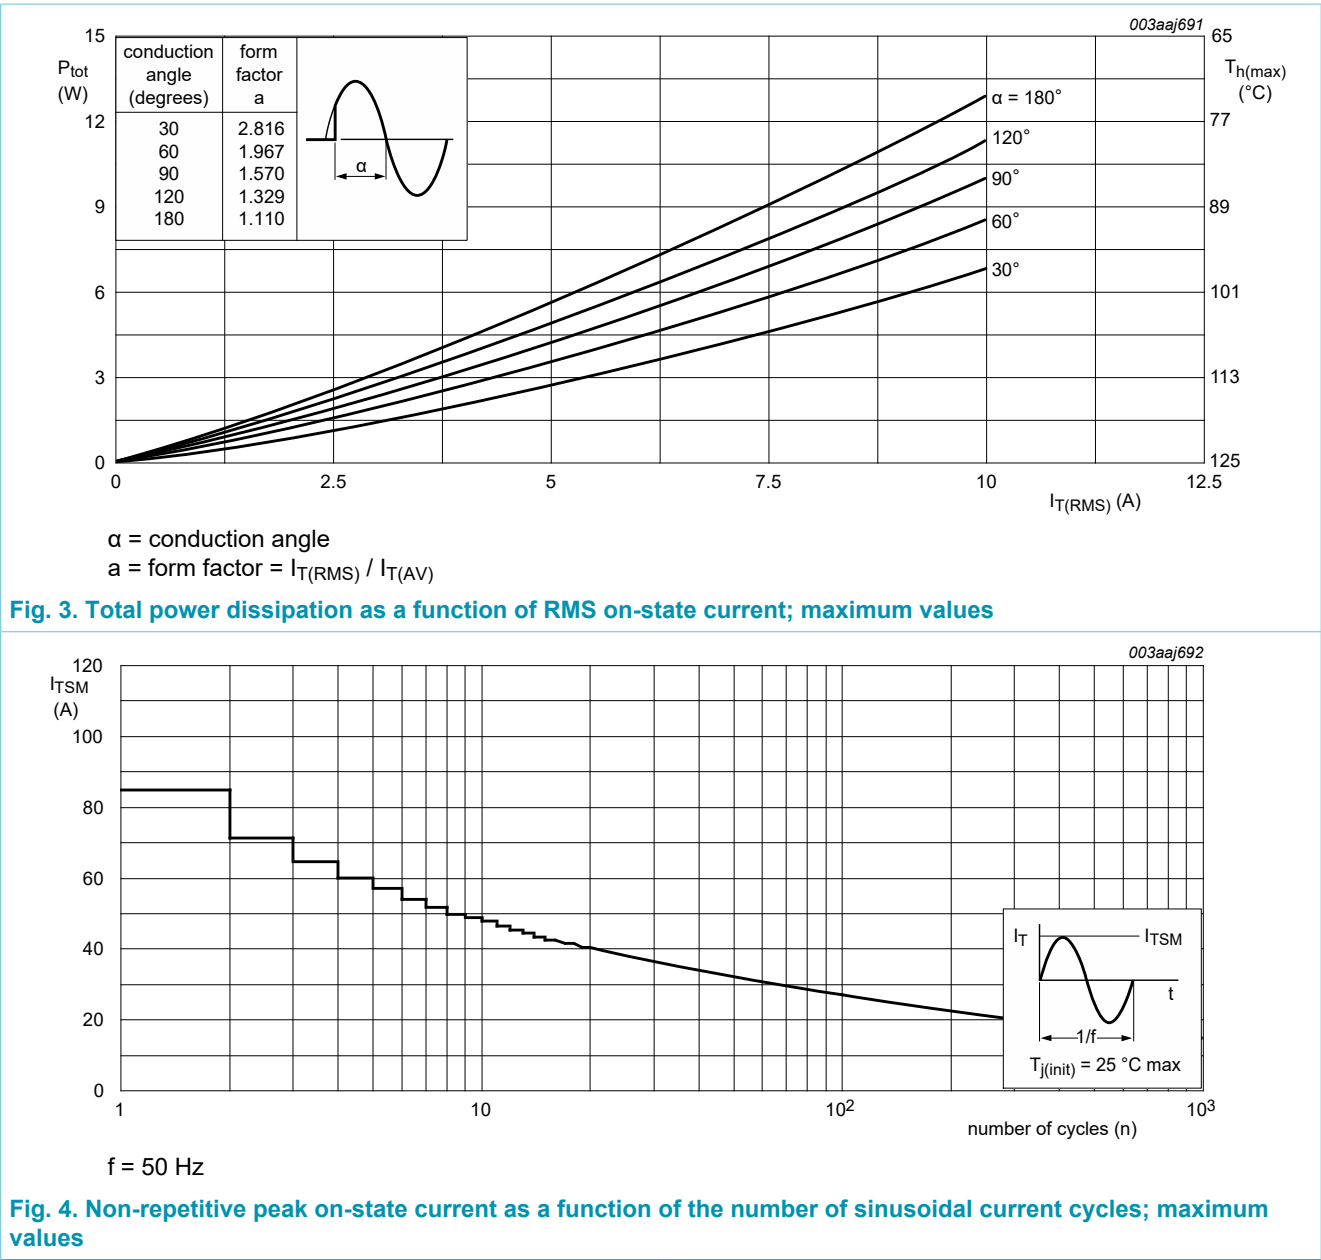 003aaj691
15
Ptot
(W)
12
9
6
3
0
conduction angle (degrees)
form factor a
30 2.816
60 1.967
90 1.570
120 1.329
180 1.110
α
α = 180°
120°
90°
60°
30°
65
Th(max)
(°C)
77
89
101
113
125
0 2.5 5 7.5 10 12.5
IT(RMS) (A)
α = conduction angle
a = form factor = IT(RMS) / IT(AV)
Fig. 3. Total power dissipation as a function of RMS on-state current; maximum values
003aaj692
120
ITSM
(A)
100
80
60
40
20
0
IT
ITSM
t
1/f
Tj(init) = 25 °C max
1 10 10² 10³
number of cycles (n)
f = 50 Hz
Fig. 4. Non-repetitive peak on-state current as a function of the number of sinusoidal current cycles; maximum
values